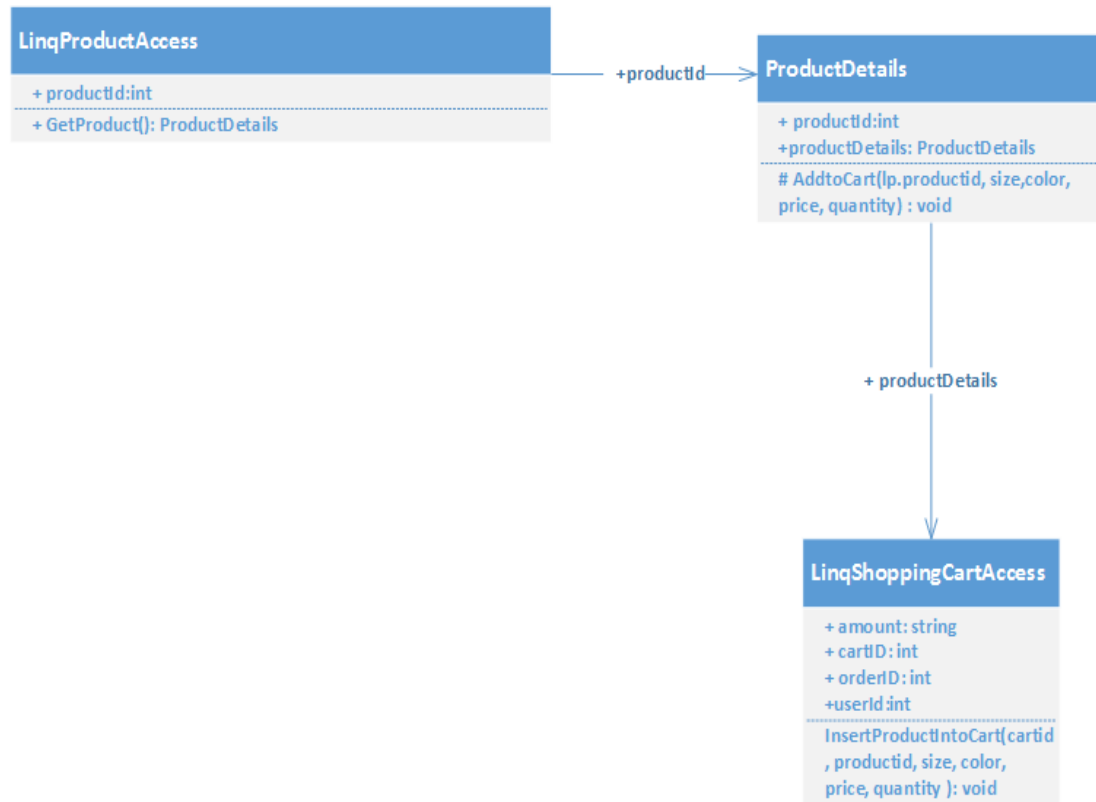 LinqProductAccess
+ productId:int
+ GetProduct(): ProductDetails
+productId
ProductDetails
+ productId:int
+productDetails: ProductDetails
# AddtoCart(lp.productid, size,color,
price, quantity) : void
+ productDetails
LinqShoppingCartAccess
+ amount: string
+ cartID: int
+ orderID: int
+userId:int
InsertProductIntoCart(cartid
, productid, size, color,
price, quantity ): void